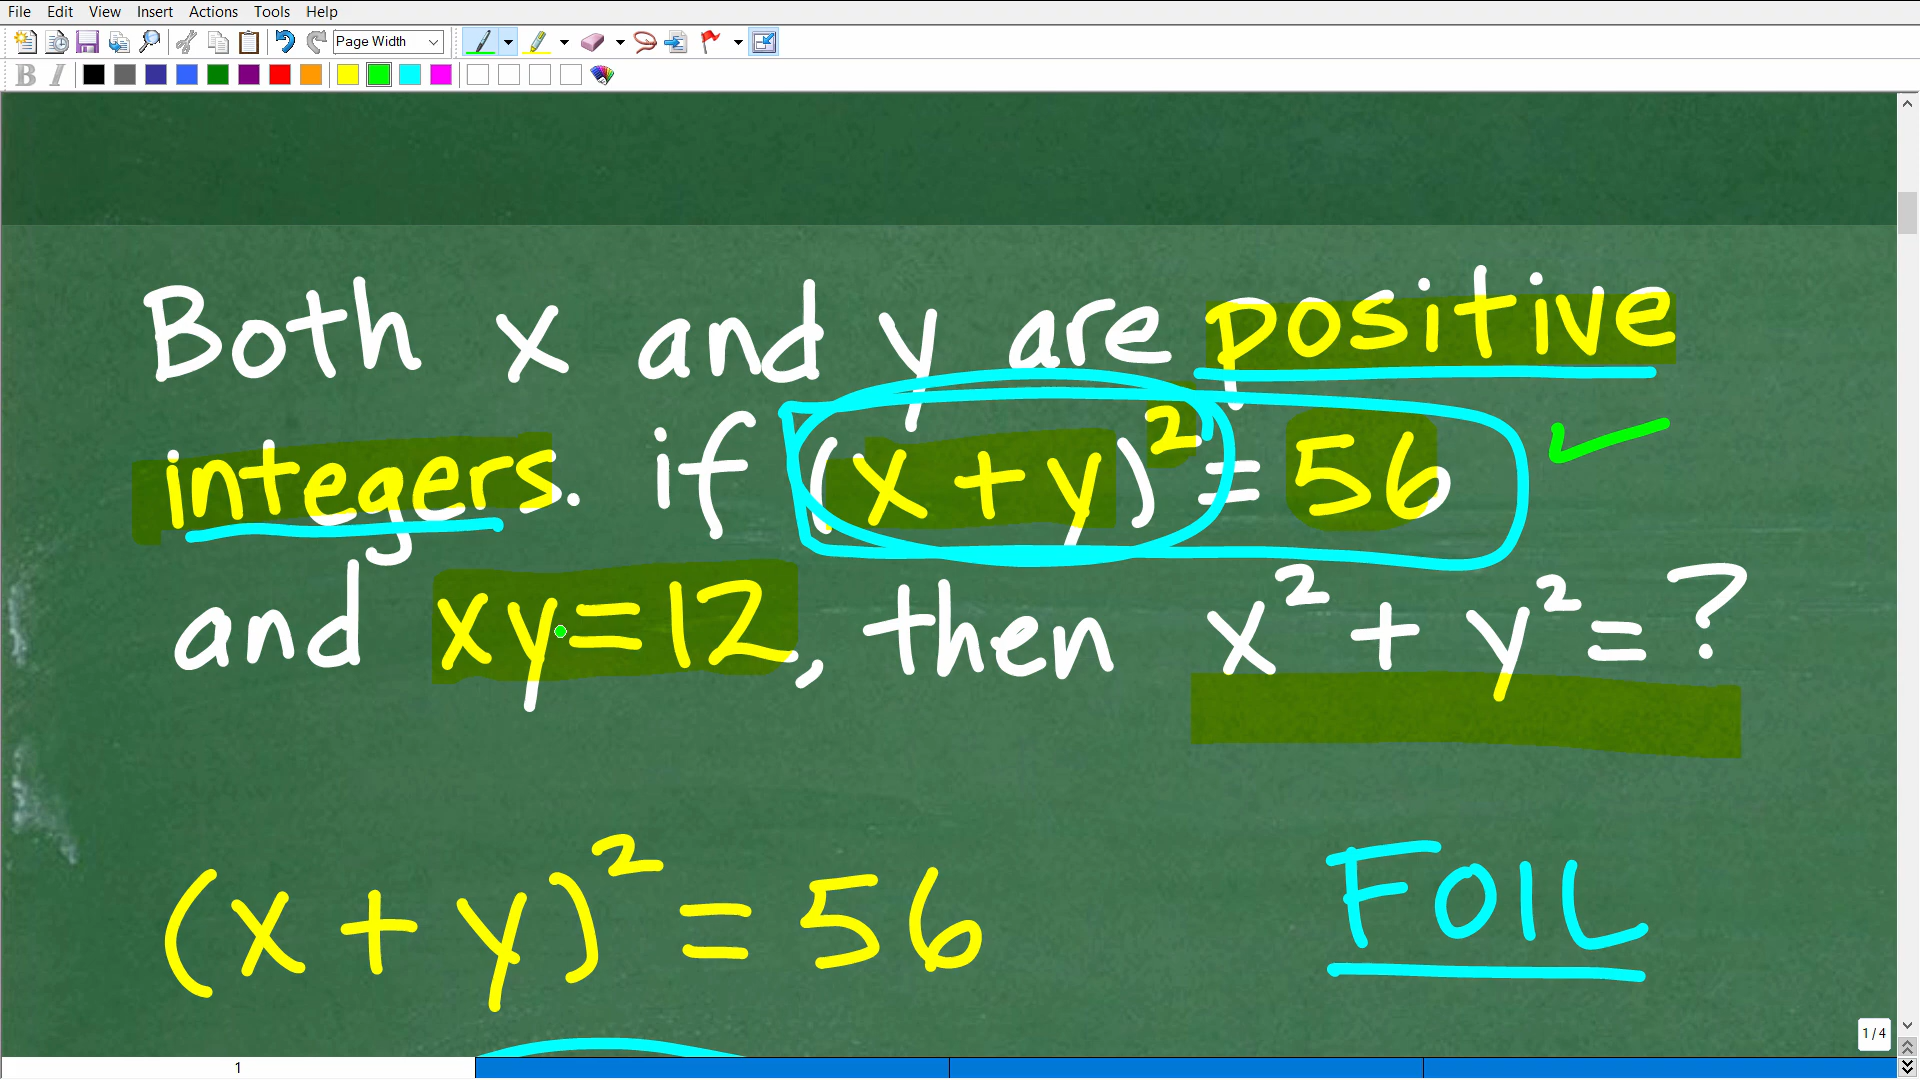 File Edit View Insert Actions Tools Help
Page Width
B I
Both x and y are positive
integers. if (x + y)² = 56
and xy = 12, then x² + y² = ?
(x + y)² = 56
FOIL
1 / 4
1